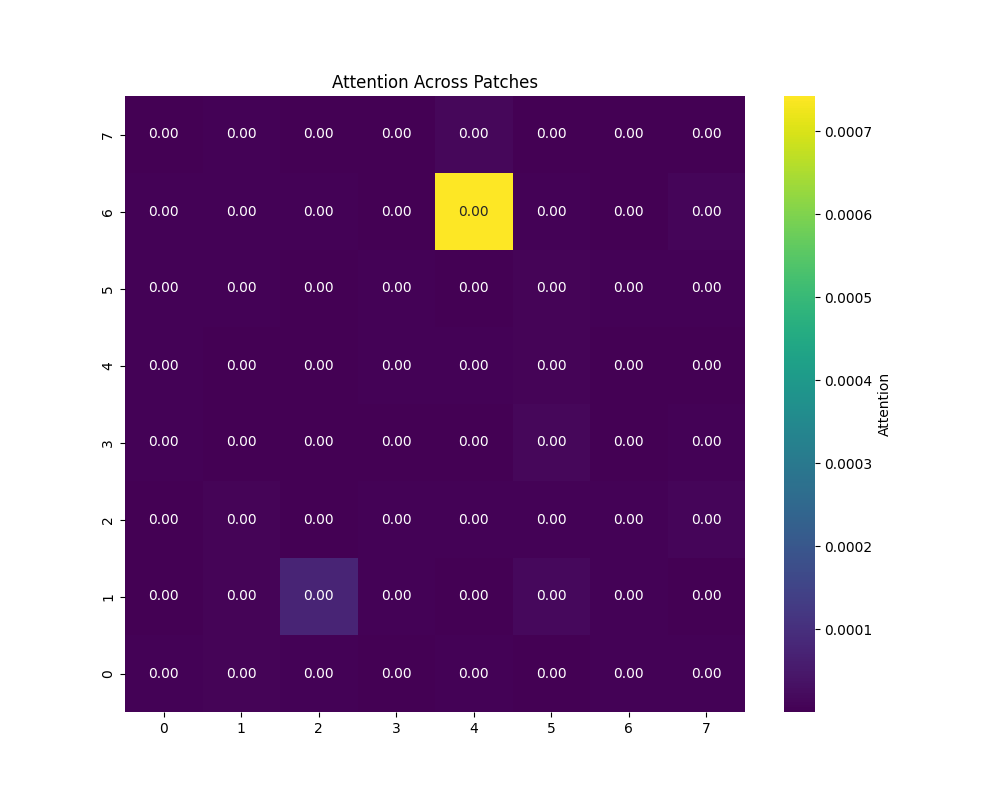 Attention Across Patches
7 0.00 0.00 0.00 0.00 0.00 0.00 0.00 0.00
6 0.00 0.00 0.00 0.00 0.00 0.00 0.00 0.00
5 0.00 0.00 0.00 0.00 0.00 0.00 0.00 0.00
4 0.00 0.00 0.00 0.00 0.00 0.00 0.00 0.00
3 0.00 0.00 0.00 0.00 0.00 0.00 0.00 0.00
2 0.00 0.00 0.00 0.00 0.00 0.00 0.00 0.00
1 0.00 0.00 0.00 0.00 0.00 0.00 0.00 0.00
0 0.00 0.00 0.00 0.00 0.00 0.00 0.00 0.00
0 1 2 3 4 5 6 7
0.0007
0.0006
0.0005
0.0004
0.0003
0.0002
0.0001
Attention